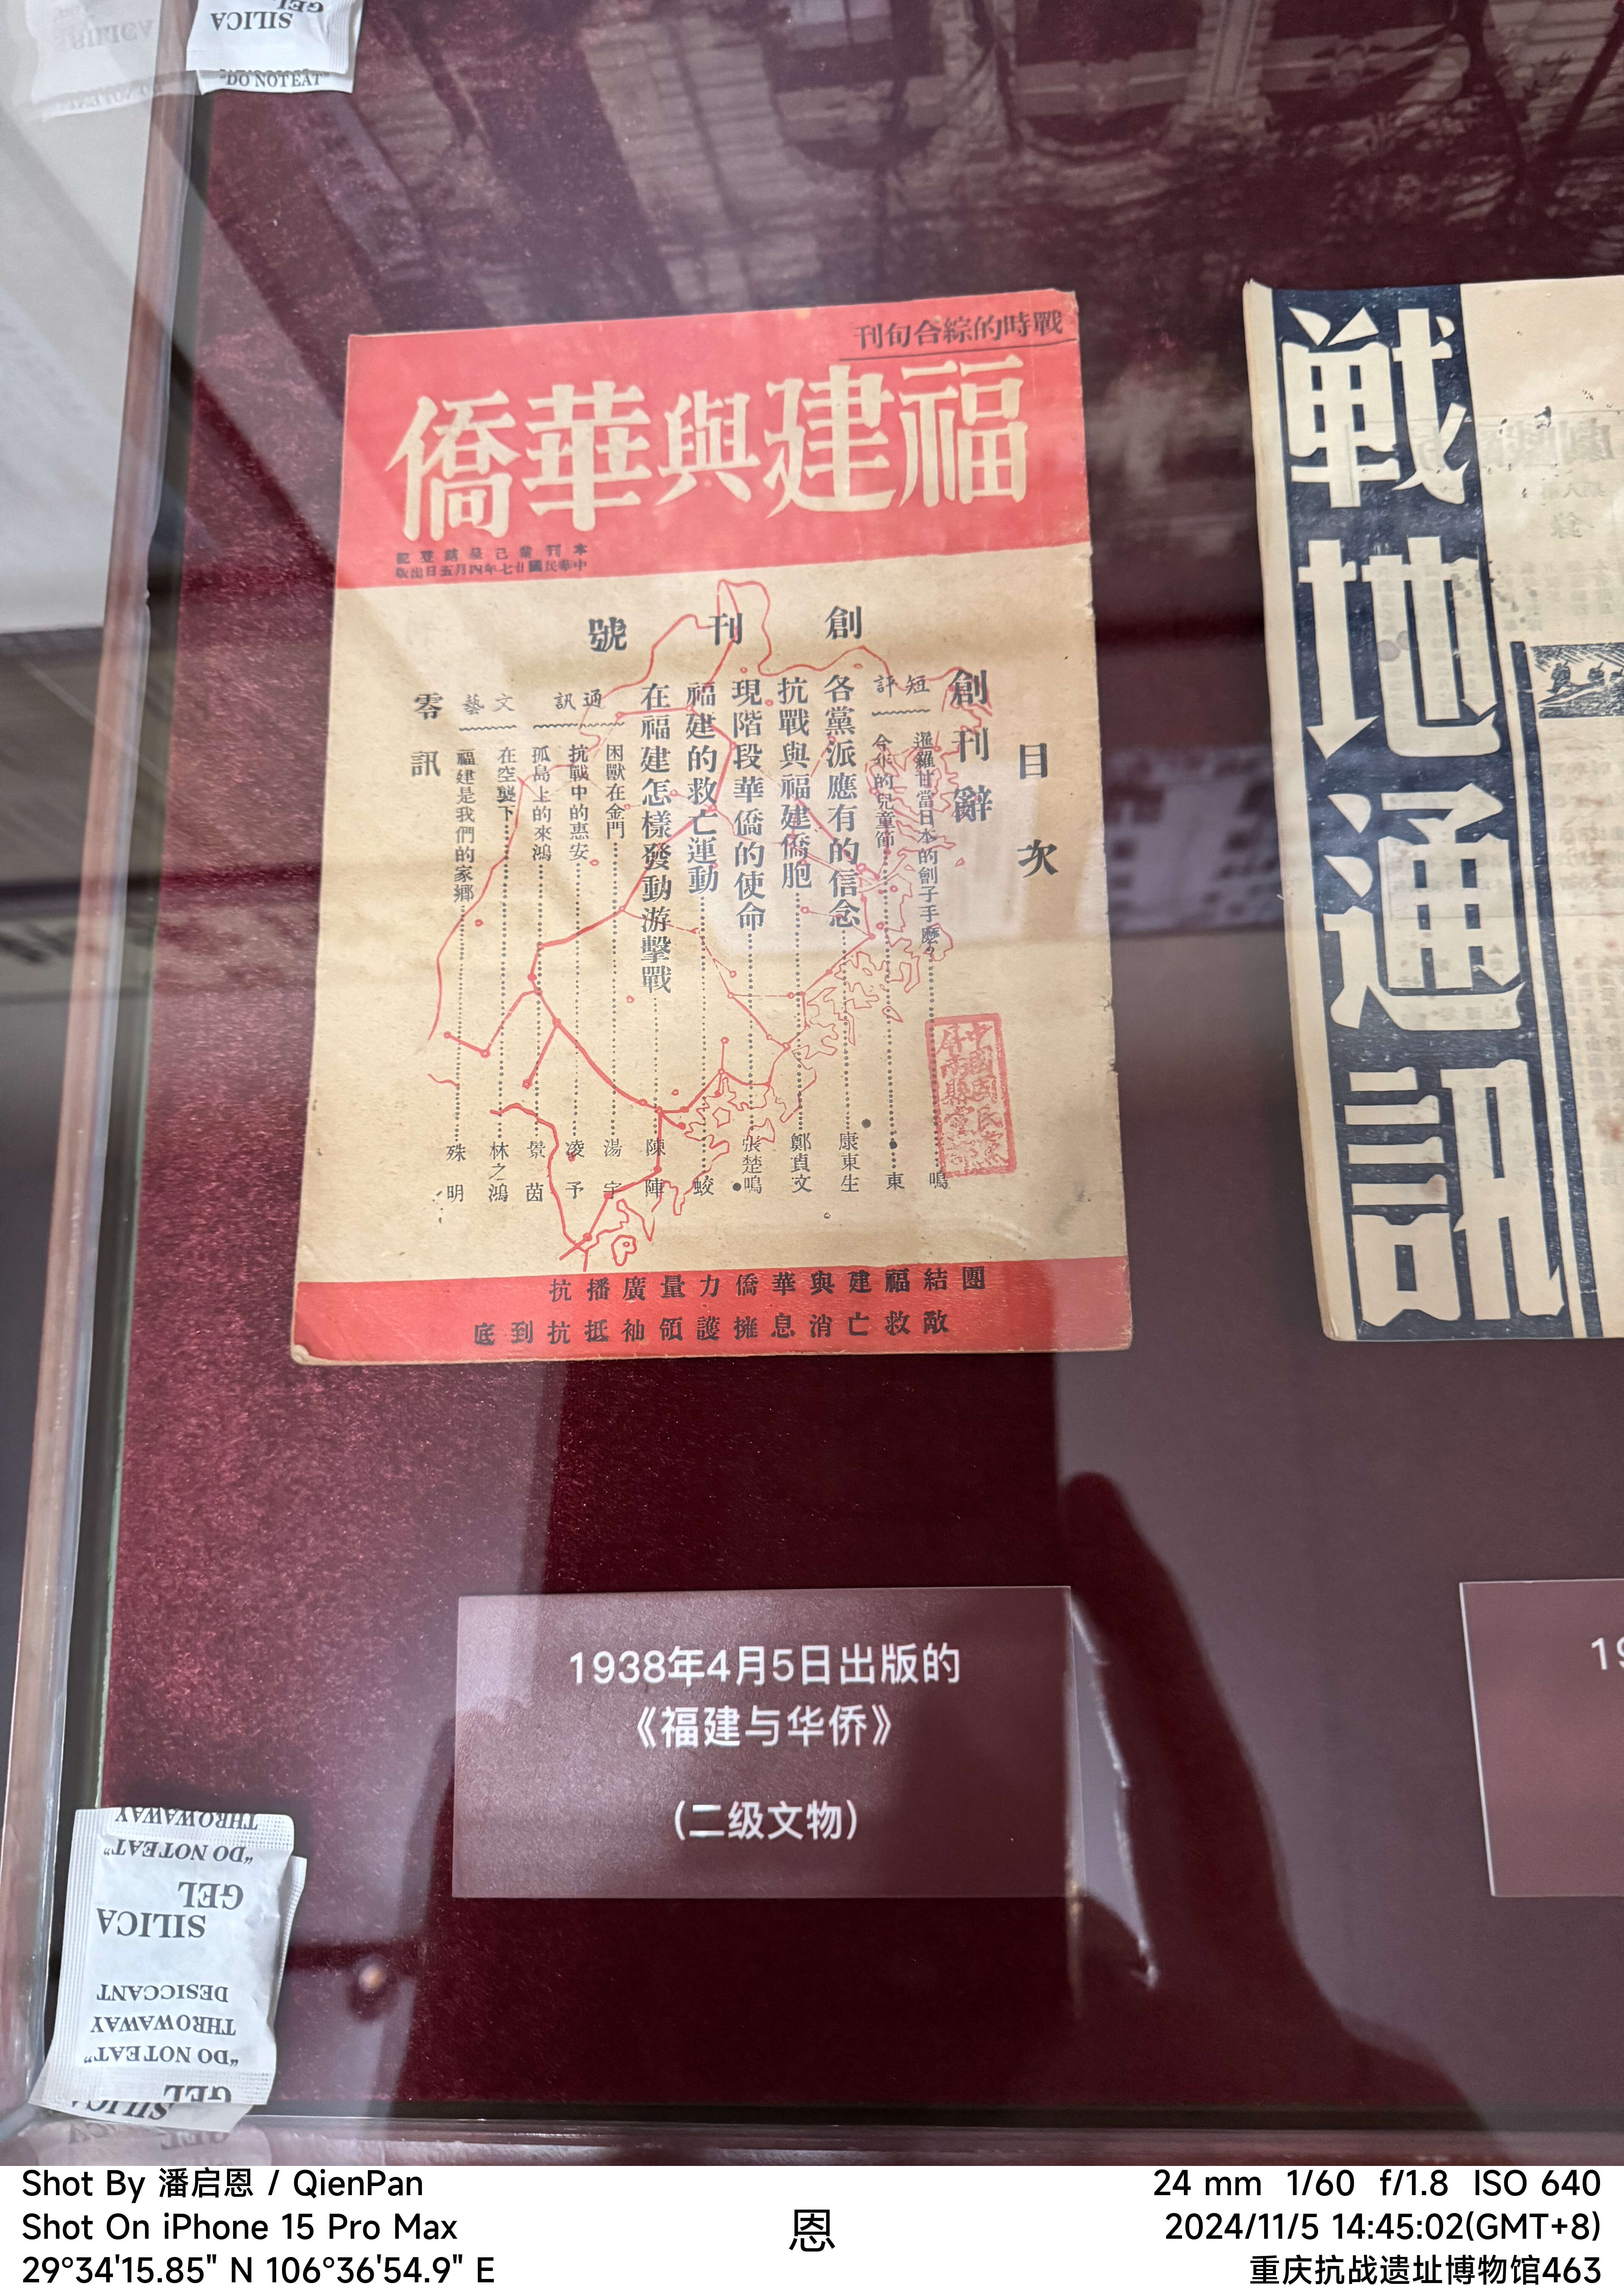 SILICA
GEL
"DO NOT EAT"
戰時的綜合旬刊
福建與華僑
本刊業已呈請登記
中華民國廿七年四月五日出版
創刊號
目次
創刊辭
短評
暹羅甘當日本的劊子手麼?……鳴
今年的兒童節……東
各黨派應有的信念……康東生
抗戰與福建僑胞……鄭貞文
現階段華僑的使命……張楚鳴
福建的救亡運動……蛟
在福建怎樣發動游擊戰……陳陣
通訊
困獸在金門……湯宇
抗戰中的惠安……凌予
孤島上的來鴻……景茵
文藝
在空襲下……林之鴻
福建是我們的家鄉……殊明
零訊
中國國民黨
屏南縣黨部
團結福建與華僑力量廣播抗
敵救亡消息擁護領袖抵抗到底
戰地通訊
1938年4月5日出版的
《福建与华侨》
(二级文物)
19
THROWAWAY
"DO NOT EAT"
SILICA
GEL
DESICCANT
THROWAWAY
"DO NOT EAT"
SILICA
GEL
Shot By 潘启恩 / QienPan
Shot On iPhone 15 Pro Max
29°34'15.85" N 106°36'54.9" E
恩
24 mm 1/60 f/1.8 ISO 640
2024/11/5 14:45:02(GMT+8)
重庆抗战遗址博物馆463